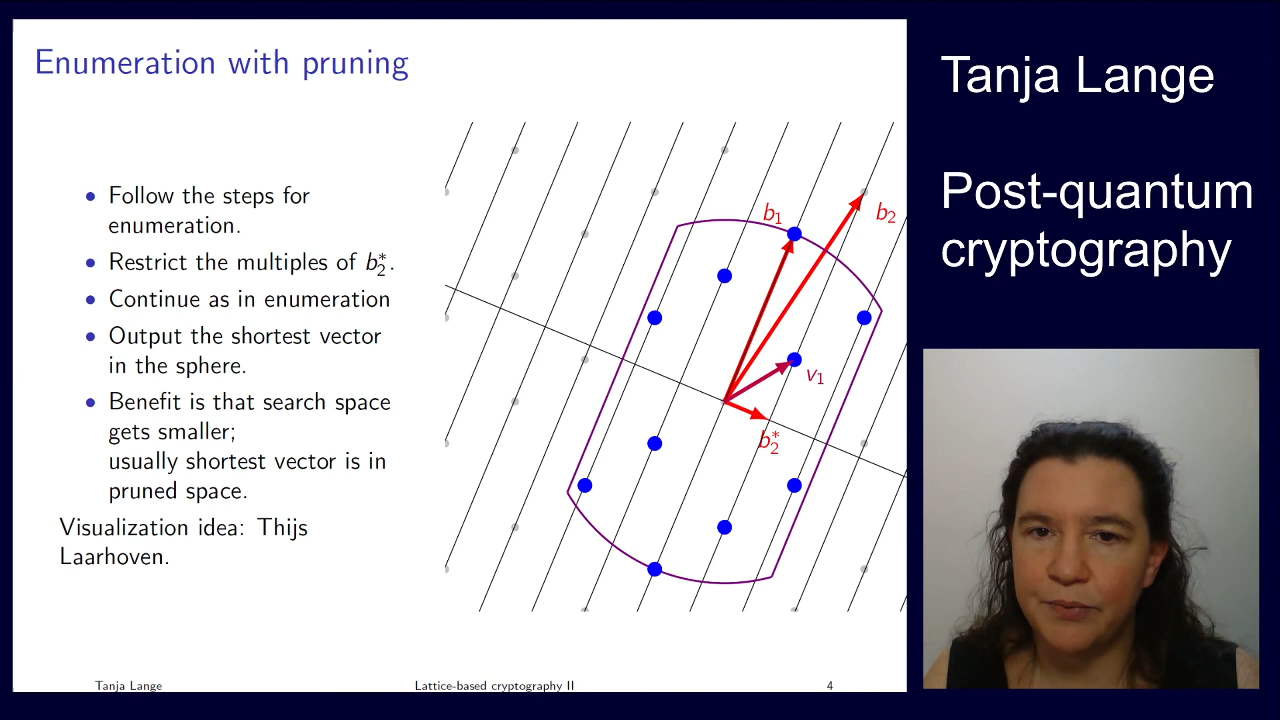 Enumeration with pruning
• Follow the steps for
enumeration.
• Restrict the multiples of b₂*.
• Continue as in enumeration
• Output the shortest vector
in the sphere.
• Benefit is that search space
gets smaller;
usually shortest vector is in
pruned space.
Visualization idea: Thijs
Laarhoven.
b₁
b₂
v₁
b₂*
Tanja Lange
Lattice-based cryptography II
4
Tanja Lange
Post-quantum
cryptography